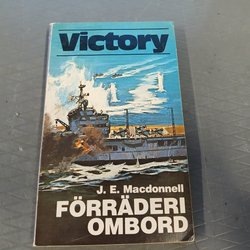 Victory
J. E. Macdonnell
FÖRRÄDERI
OMBORD